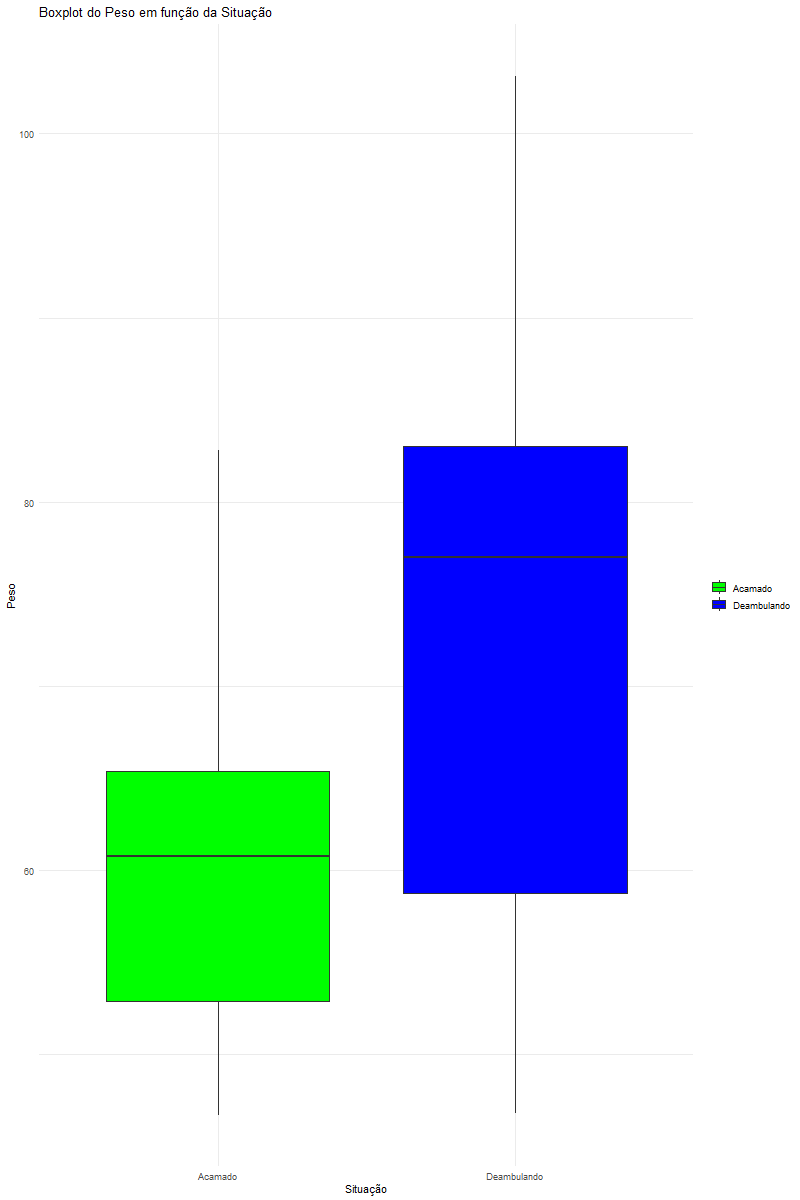 Boxplot do Peso em função da Situação
100
80
60
Peso
Acamado
Deambulando
Acamado
Deambulando
Situação